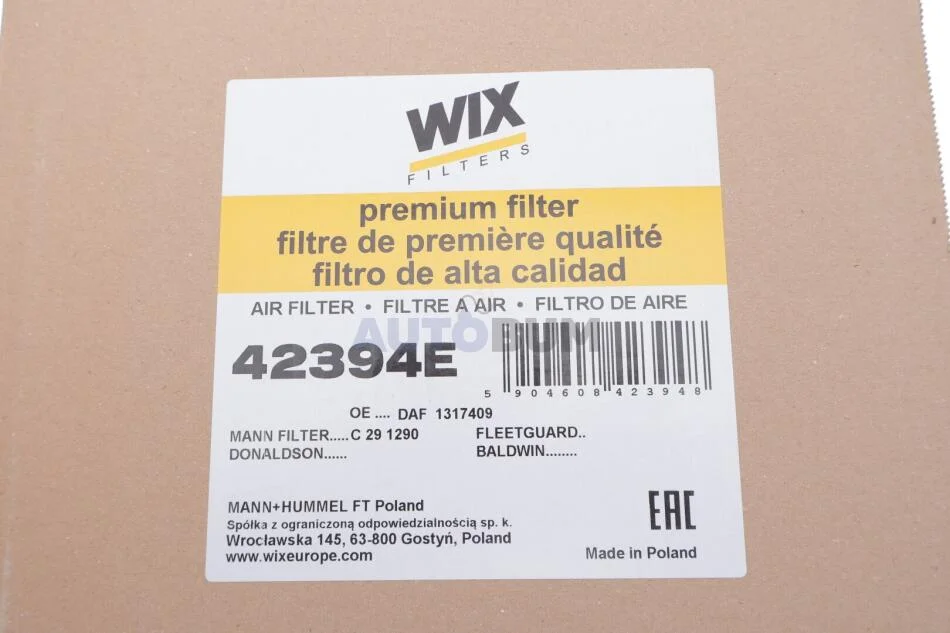 WIX
FILTERS
premium filter
filtre de première qualité
filtro de alta calidad
AIR FILTER • FILTRE A AIR • FILTRO DE AIRE
AUTOBUM
42394E
5 904608 423948
OE .... DAF 1317409
MANN FILTER.....C 29 1290 FLEETGUARD..
DONALDSON...... BALDWIN........
MANN+HUMMEL FT Poland
Spółka z ograniczoną odpowiedzialnością sp. k.
Wrocławska 145, 63-800 Gostyń, Poland
www.wixeurope.com
EAC
Made in Poland